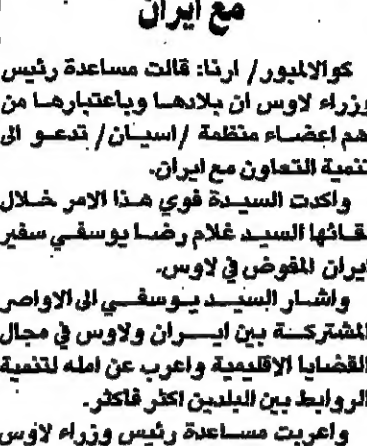 مع ايران
كوالالمبور/ ارنا: قالت مساعدة رئيس
وزراء لاوس ان بلادها وباعتبارها من
هم اعضاء منظمة /اسيان/ تدعو الى
تنمية التعاون مع ايران.
واكدت السيدة فوي هذا الامر خلال
لقائها السيد غلام رضا يوسفي سفير
ايران المفوض في لاوس.
واشار السيد يوسفي الى الاواصر
المشتركة بين ايران ولاوس في مجال
القضايا الاقليمية واعرب عن امله لتنمية
الروابط بين البلدين اكثر فاكثر.
واعربت مساعدة رئيس وزراء لاوس